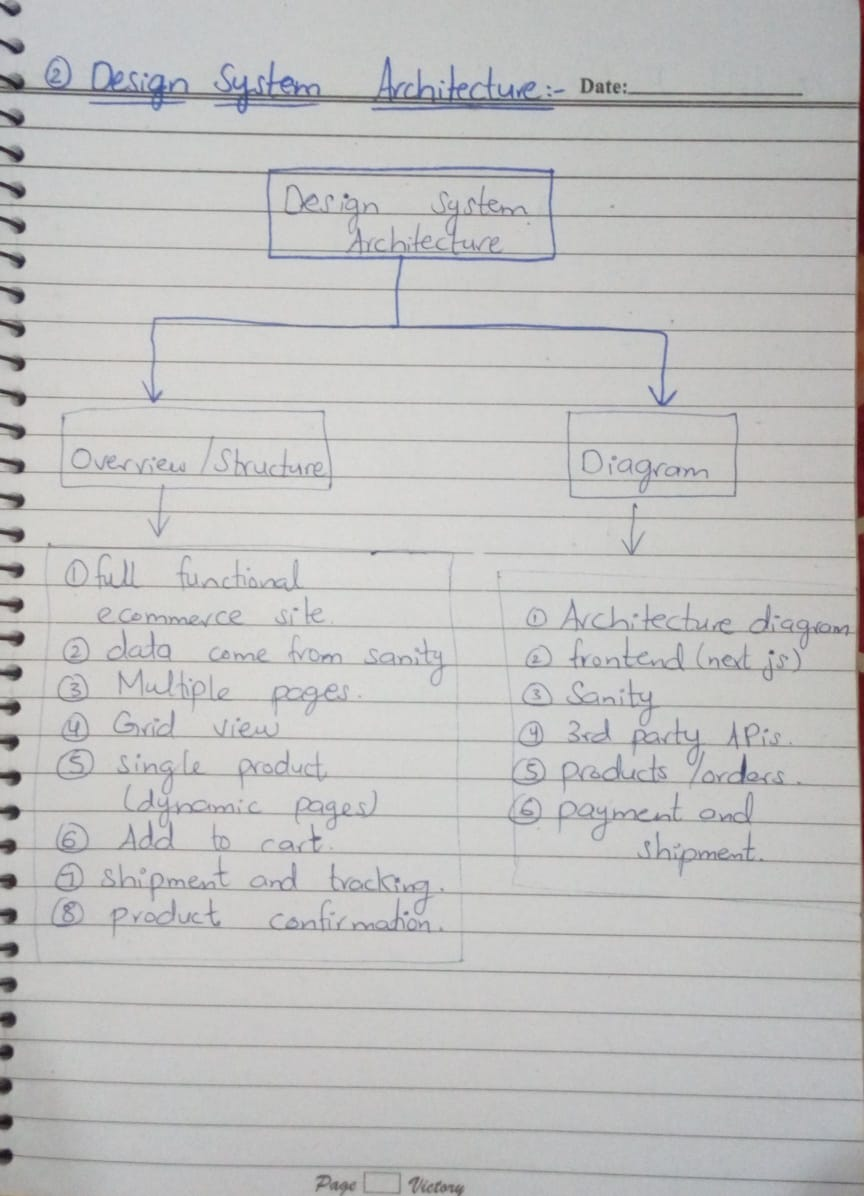 ② Design System Architecture:- Date:
Design System
Architecture
Overview / Structure
Diagram
① full functional
ecommerce site.
② data come from sanity
③ Multiple pages.
④ Grid view
⑤ single product
(dynamic pages)
⑥ Add to cart.
⑦ shipment and tracking.
⑧ product confirmation.
① Architecture diagram
② frontend (next js)
③ Sanity
④ 3rd party APis.
⑤ products /orders.
⑥ payment and
shipment.
Page Victory